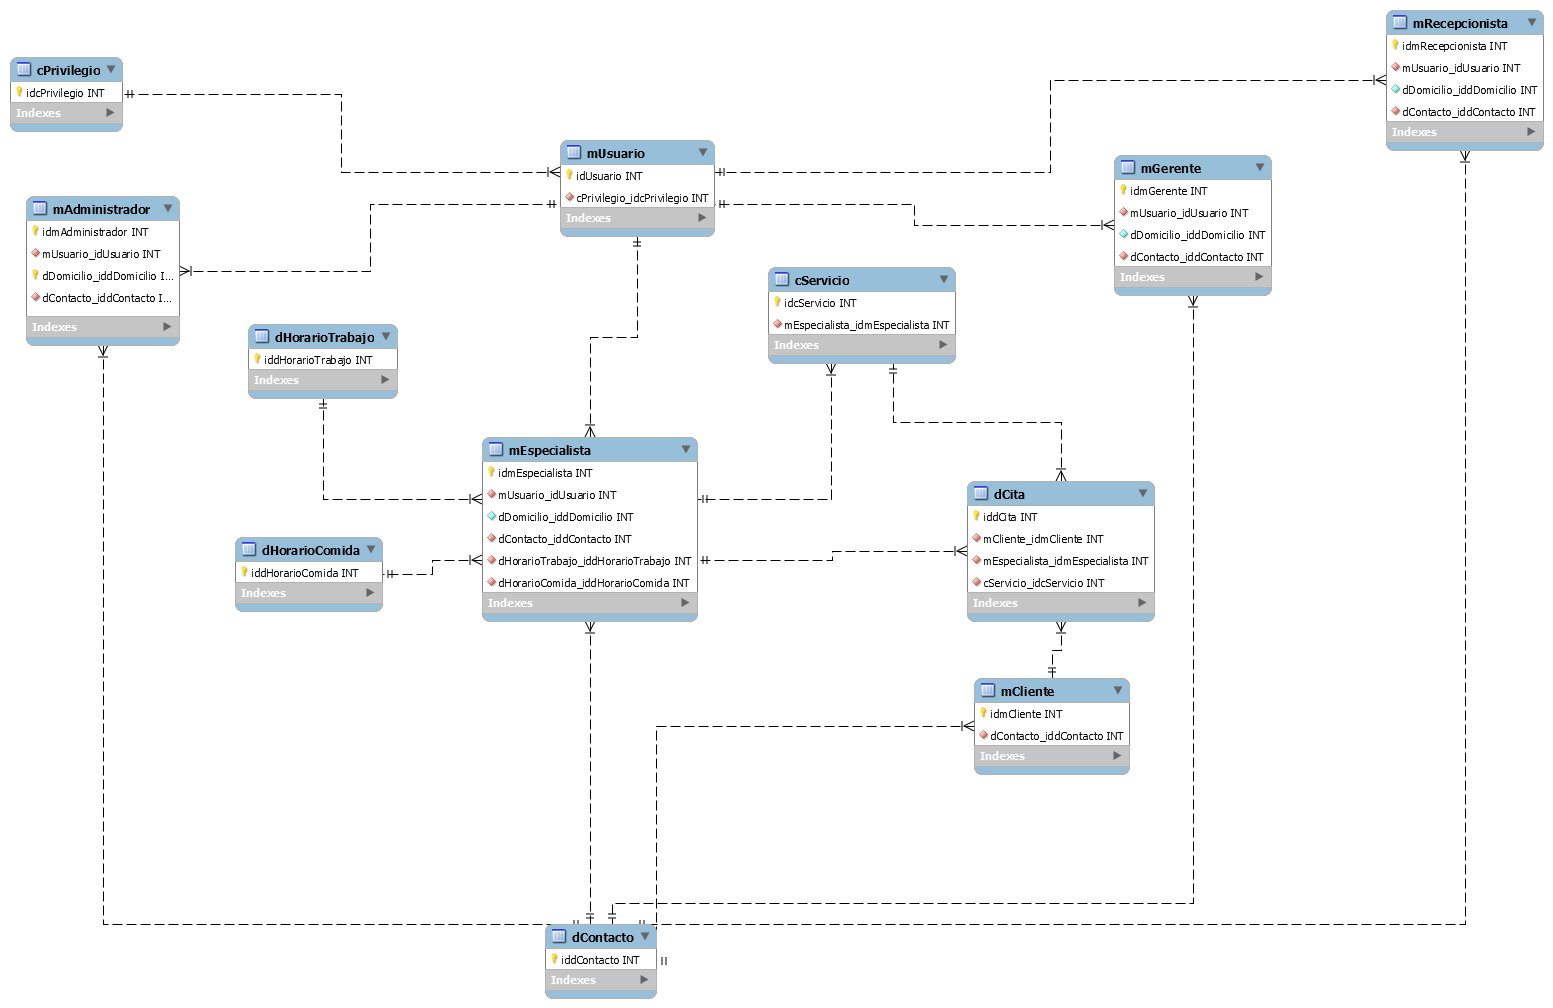 mRecepcionista
idmRecepcionista INT
mUsuario_idUsuario INT
dDomicilio_iddDomicilio INT
dContacto_iddContacto INT
Indexes
cPrivilegio
idcPrivilegio INT
Indexes
mUsuario
idUsuario INT
cPrivilegio_idcPrivilegio INT
Indexes
mGerente
idmGerente INT
mUsuario_idUsuario INT
dDomicilio_iddDomicilio INT
dContacto_iddContacto INT
Indexes
mAdministrador
idmAdministrador INT
mUsuario_idUsuario INT
dDomicilio_iddDomicilio I...
dContacto_iddContacto I...
Indexes
cServicio
idcServicio INT
mEspecialista_idmEspecialista INT
Indexes
dHorarioTrabajo
iddHorarioTrabajo INT
Indexes
mEspecialista
idmEspecialista INT
mUsuario_idUsuario INT
dDomicilio_iddDomicilio INT
dContacto_iddContacto INT
dHorarioTrabajo_iddHorarioTrabajo INT
dHorarioComida_iddHorarioComida INT
Indexes
dCita
iddCita INT
mCliente_idmCliente INT
mEspecialista_idmEspecialista INT
cServicio_idcServicio INT
Indexes
dHorarioComida
iddHorarioComida INT
Indexes
mCliente
idmCliente INT
dContacto_iddContacto INT
Indexes
dContacto
iddContacto INT
Indexes